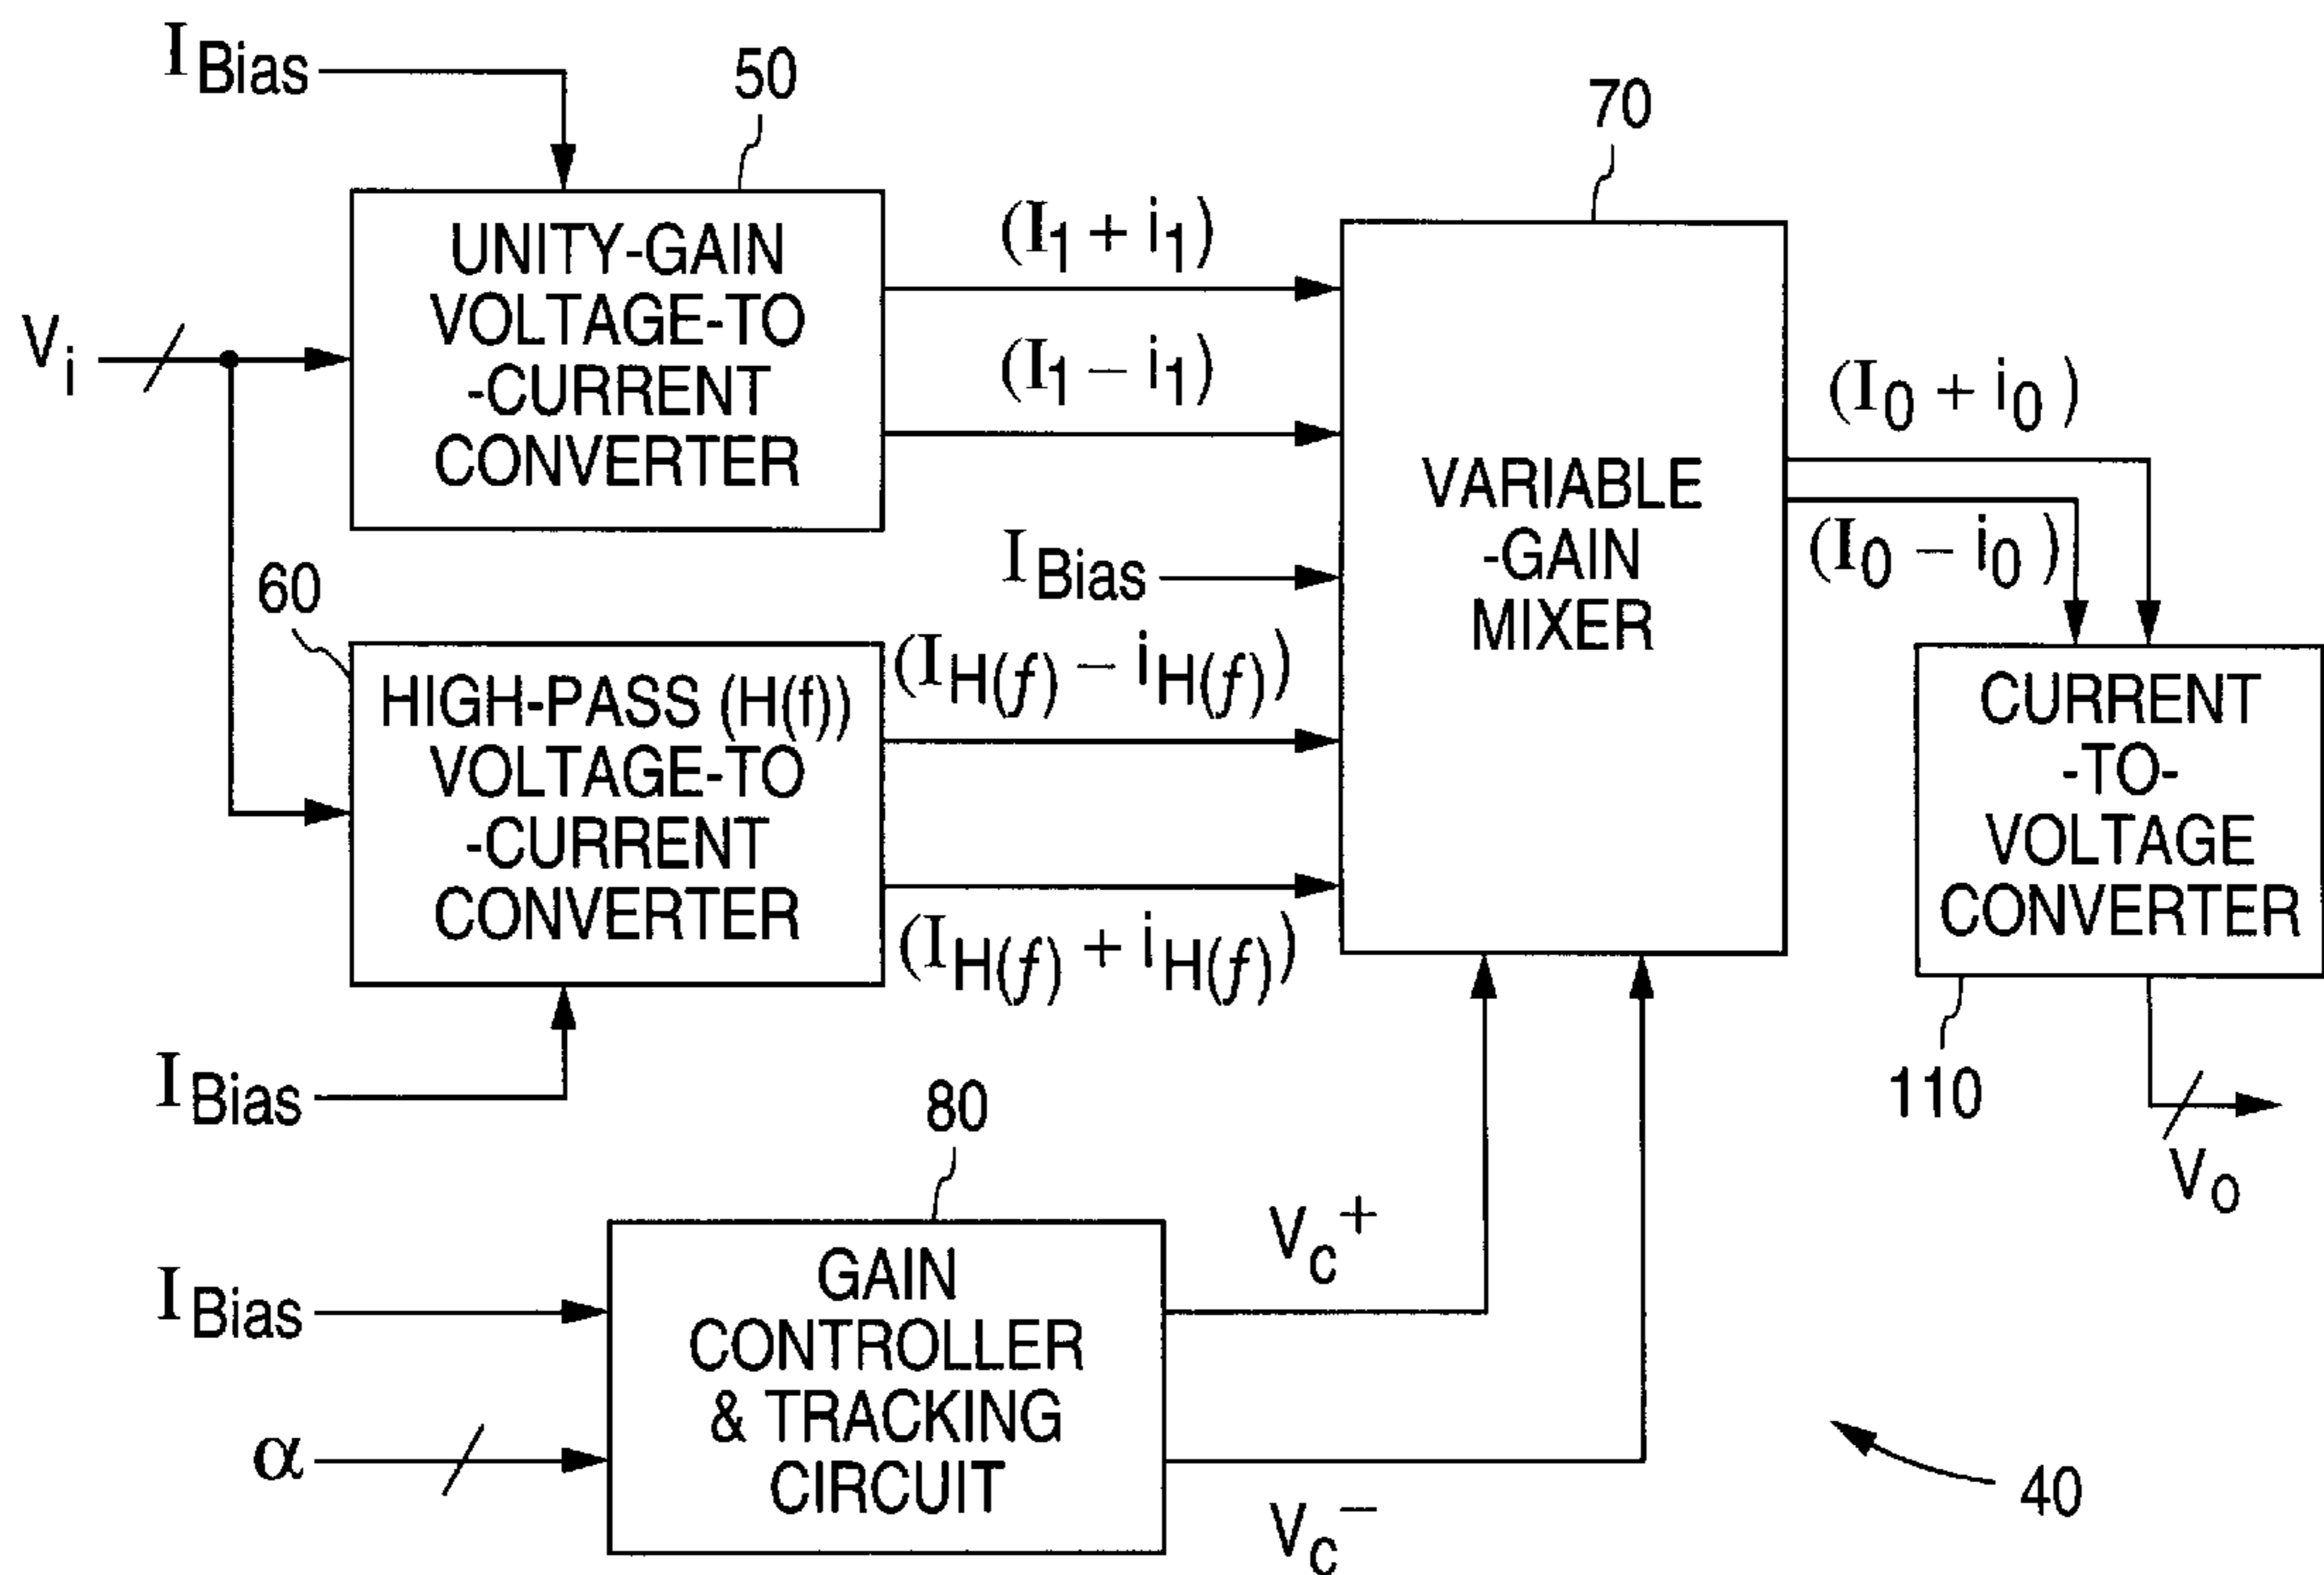 I Bias
50
70
UNITY-GAIN
VOLTAGE-TO
-CURRENT
CONVERTER
Vi
(I1 + i1)
(I1 − i1)
I Bias
60
HIGH-PASS (H(f))
VOLTAGE-TO
-CURRENT
CONVERTER
(IH(f) − iH(f))
(IH(f) + iH(f))
I Bias
VARIABLE
-GAIN
MIXER
(I0 + i0)
(I0 − i0)
CURRENT
-TO-
VOLTAGE
CONVERTER
110
Vo
80
I Bias
α
GAIN
CONTROLLER
& TRACKING
CIRCUIT
Vc+
Vc−
40